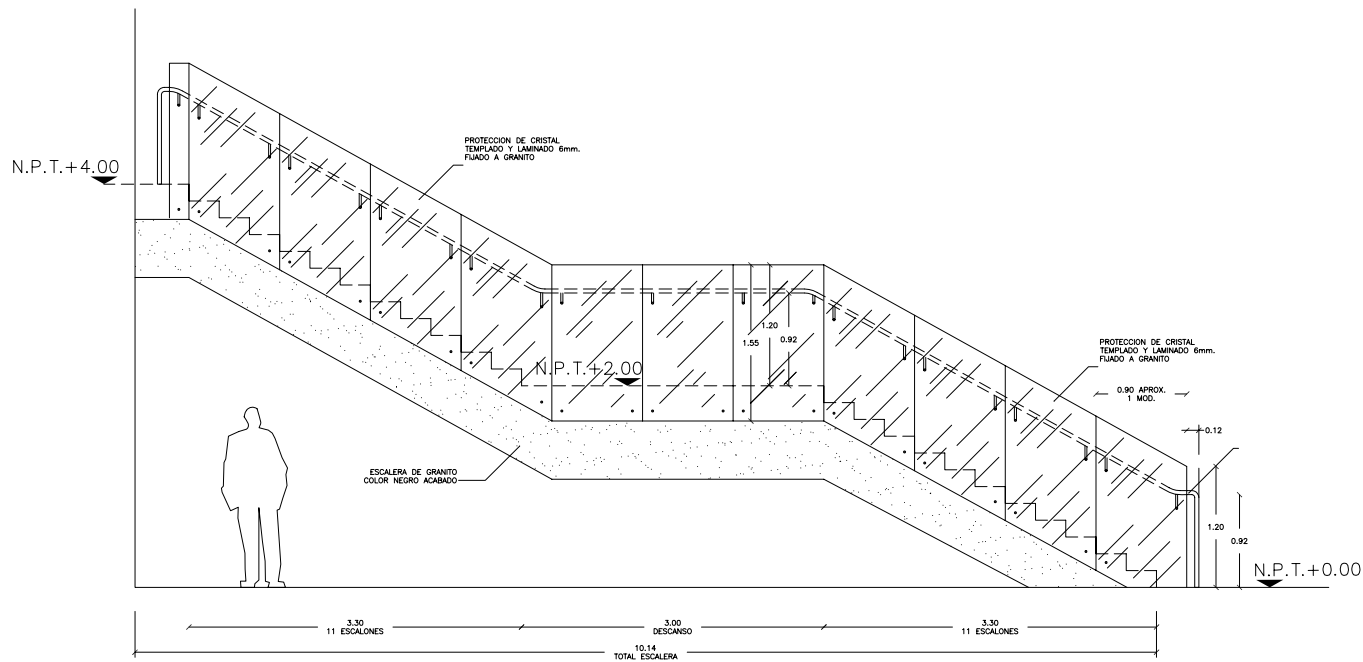 PROTECCION DE CRISTAL
TEMPLADO Y LAMINADO 6mm.
FIJADO A GRANITO
N.P.T.+4.00
1.20
1.55
0.92
PROTECCION DE CRISTAL
TEMPLADO Y LAMINADO 6mm.
FIJADO A GRANITO
N.P.T.+2.00
0.90 APROX.
1 MOD.
0.12
ESCALERA DE GRANITO
COLOR NEGRO ACABADO
1.20
0.92
N.P.T.+0.00
3.30
11 ESCALONES
3.00
DESCANSO
3.30
11 ESCALONES
10.14
TOTAL ESCALERA